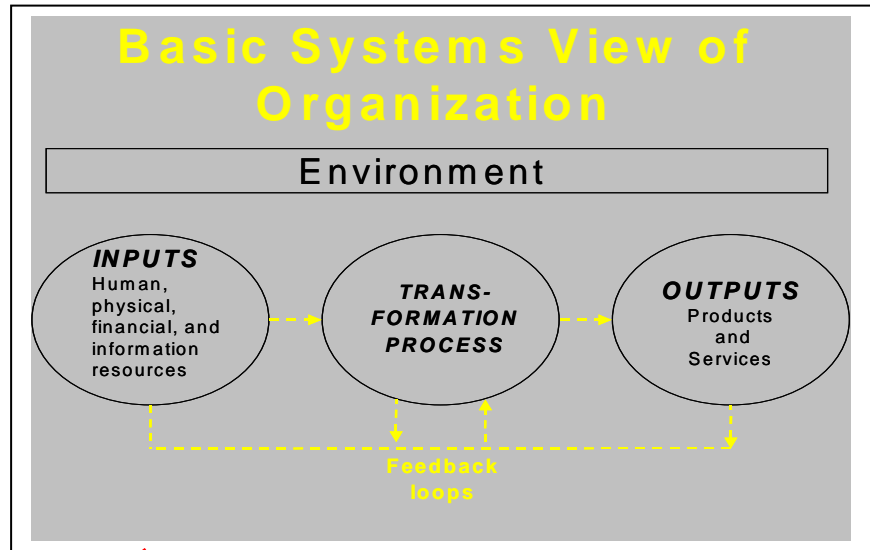 Basic Systems View of
Organization
Environment
INPUTS
Human,
physical,
financial, and
information
resources
TRANS-
FORMATION
PROCESS
OUTPUTS
Products
and
Services
Feedback
loops